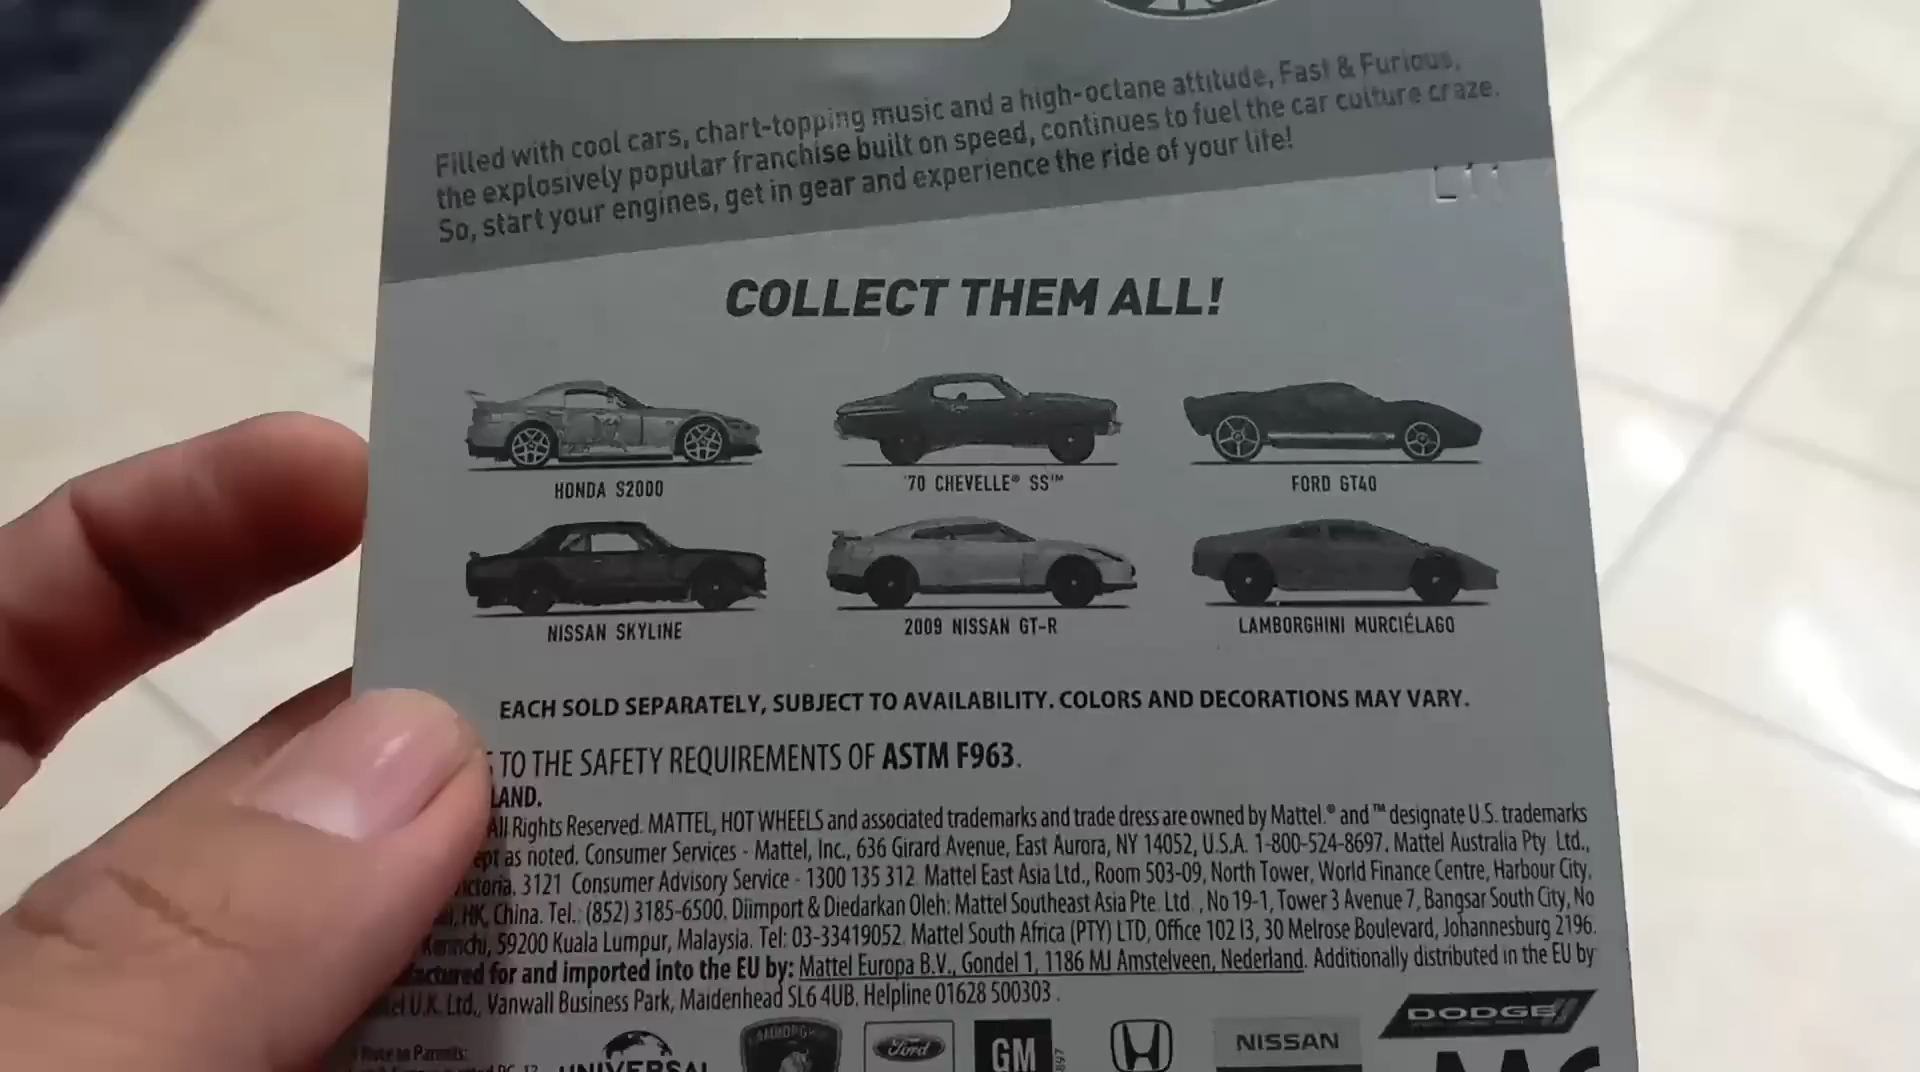 Filled with cool cars, chart-topping music and a high-octane attitude, Fast & Furious,
the explosively popular franchise built on speed, continues to fuel the car culture craze.
So, start your engines, get in gear and experience the ride of your life!
COLLECT THEM ALL!
HONDA S2000
'70 CHEVELLE® SS™
FORD GT40
NISSAN SKYLINE
2009 NISSAN GT-R
LAMBORGHINI MURCIÉLAGO
EACH SOLD SEPARATELY, SUBJECT TO AVAILABILITY. COLORS AND DECORATIONS MAY VARY.
TO THE SAFETY REQUIREMENTS OF ASTM F963.
LAND.
All Rights Reserved. MATTEL, HOT WHEELS and associated trademarks and trade dress are owned by Mattel. ® and ™ designate U.S. trademarks
ept as noted. Consumer Services - Mattel, Inc., 636 Girard Avenue, East Aurora, NY 14052, U.S.A. 1-800-524-8697. Mattel Australia Pty. Ltd.,
ictoria. 3121 Consumer Advisory Service - 1300 135 312. Mattel East Asia Ltd., Room 503-09, North Tower, World Finance Centre, Harbour City,
HK, China. Tel.: (852) 3185-6500. Diimport & Diedarkan Oleh: Mattel Southeast Asia Pte. Ltd., No 19-1, Tower 3 Avenue 7, Bangsar South City, No
Kerinchi, 59200 Kuala Lumpur, Malaysia. Tel: 03-33419052. Mattel South Africa (PTY) LTD, Office 102 I3, 30 Melrose Boulevard, Johannesburg 2196.
actured for and imported into the EU by: Mattel Europa B.V., Gondel 1, 1186 MJ Amstelveen, Nederland. Additionally distributed in the EU by
el U.K. Ltd., Vanwall Business Park, Maidenhead SL6 4UB. Helpline 01628 500303.
DODGE
Note to Parents:
UNIVERSAL
Ford
GM
NISSAN